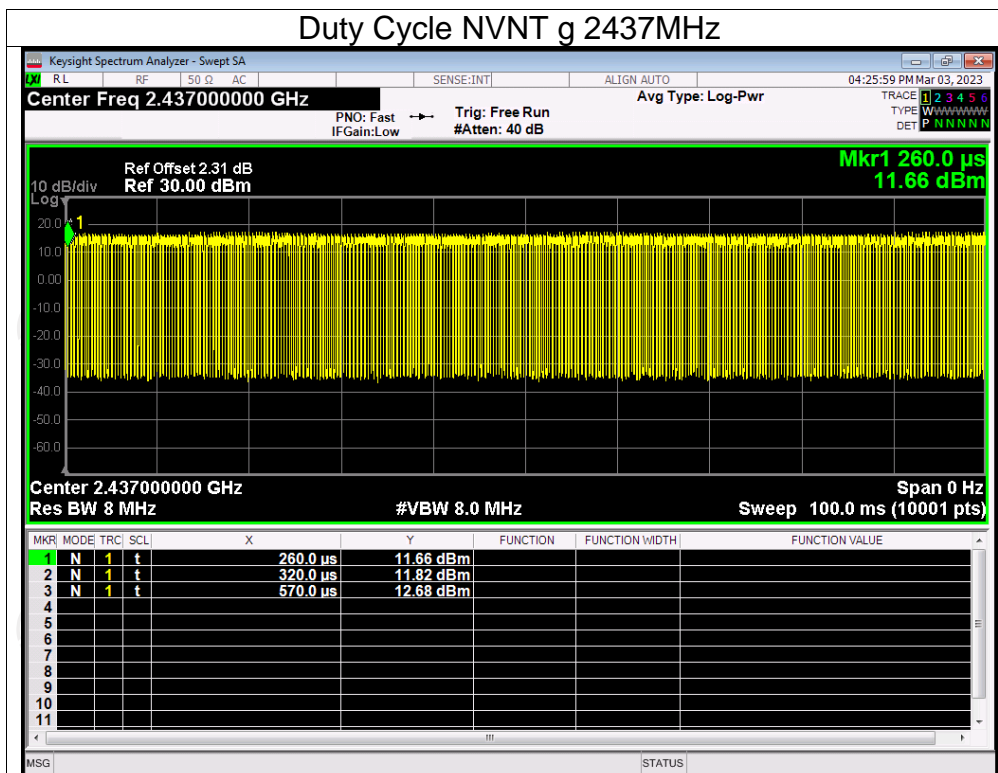 Duty Cycle NVNT g 2437MHz
Keysight Spectrum Analyzer - Swept SA
LXI RL RF 50 Ω AC SENSE:INT ALIGN AUTO 04:25:59 PM Mar 03, 2023
Center Freq 2.437000000 GHz
PNO: Fast
IFGain:Low
Trig: Free Run
#Atten: 40 dB
Avg Type: Log-Pwr
TRACE 1 2 3 4 5 6
TYPE WWWWWW
DET P N N N N N
Mkr1 260.0 µs
11.66 dBm
Ref Offset 2.31 dB
10 dB/div Ref 30.00 dBm
Log
1
20.0
10.0
0.00
-10.0
-20.0
-30.0
-40.0
-50.0
-60.0
Center 2.437000000 GHz Span 0 Hz
Res BW 8 MHz #VBW 8.0 MHz Sweep 100.0 ms (10001 pts)
MKR MODE TRC SCL X Y FUNCTION FUNCTION WIDTH FUNCTION VALUE
1 N 1 t 260.0 µs 11.66 dBm
2 N 1 t 320.0 µs 11.82 dBm
3 N 1 t 570.0 µs 12.68 dBm
4
5
6
7
8
9
10
11
MSG STATUS